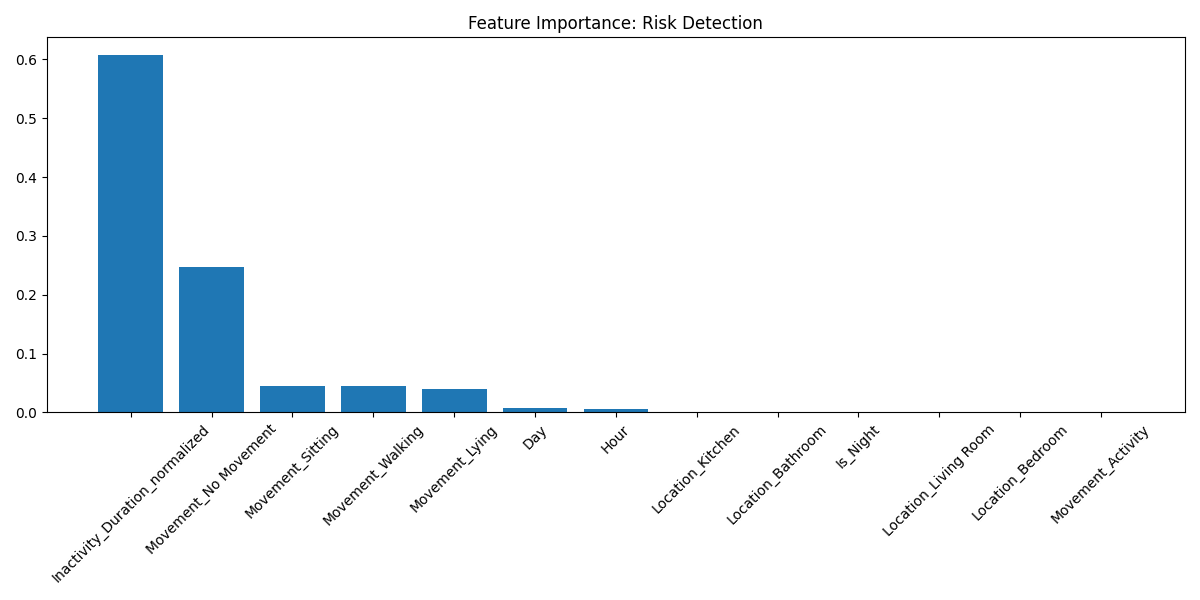 Feature Importance: Risk Detection
0.6
0.5
0.4
0.3
0.2
0.1
0.0
Inactivity_Duration_normalized
Movement_No Movement
Movement_Sitting
Movement_Walking
Movement_Lying
Day
Hour
Location_Kitchen
Location_Bathroom
Is_Night
Location_Living Room
Location_Bedroom
Movement_Activity